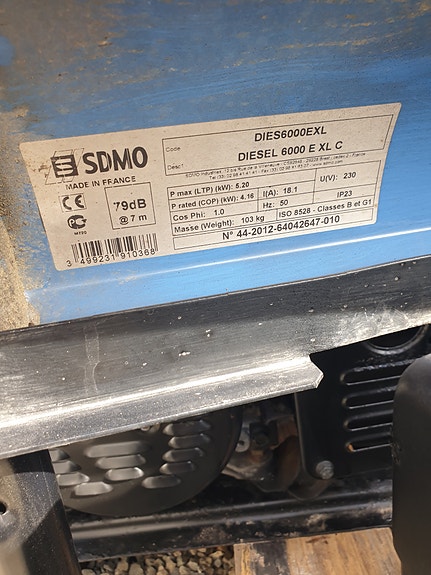 SDMO
MADE IN FRANCE
CE
79dB
@ 7 m
3 499231 910368
Code DIES6000EXL
Desct DIESEL 6000 E XL C
P max (LTP) (kW): 5.20 I(A): 18.1 U(V): 230
P rated (COP) (kW): 4.16 Hz: 50 IP23
Cos Phi: 1.0 ISO 8528 - Classes B et G1
Masse (Weight): 103 kg
N° 44-2012-64042647-010